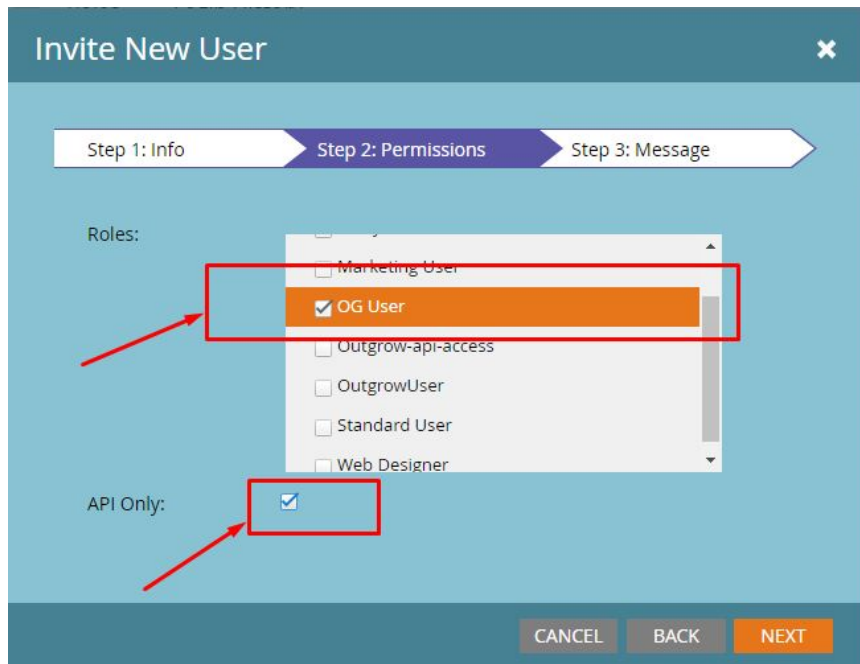 Invite New User
Step 1: Info
Step 2: Permissions
Step 3: Message
Roles:
Marketing User
OG User
Outgrow-api-access
OutgrowUser
Standard User
Web Designer
API Only:
CANCEL
BACK
NEXT